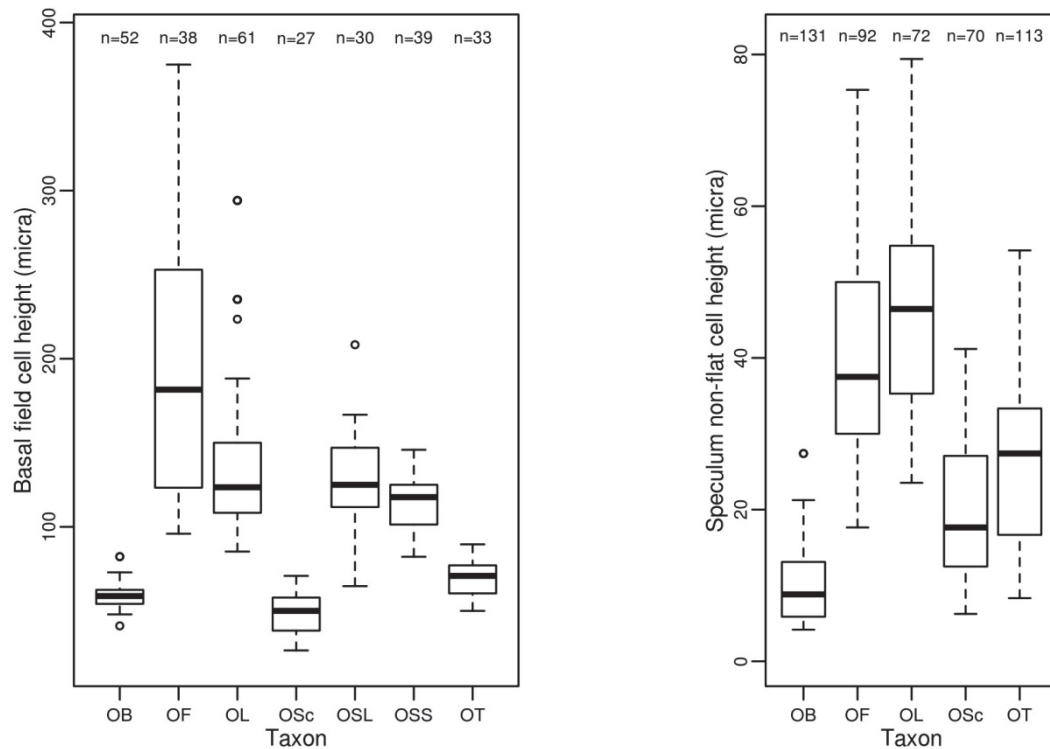 n=52 n=38 n=61 n=27 n=30 n=39 n=33
400
300
200
100
Basal field cell height (micra)
OB OF OL OSc OSL OSS OT
Taxon
n=131 n=92 n=72 n=70 n=113
80
60
40
20
0
Speculum non-flat cell height (micra)
OB OF OL OSc OT
Taxon